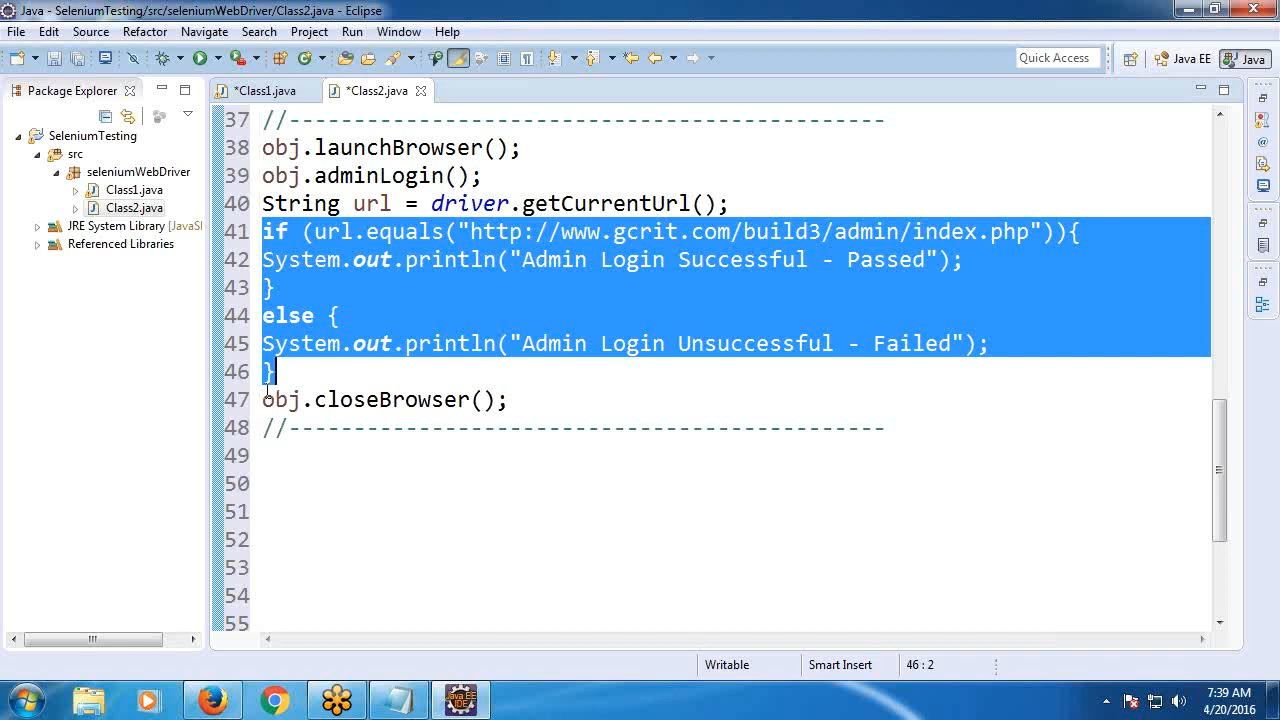 Java - SeleniumTesting/src/seleniumWebDriver/Class2.java - Eclipse
File Edit Source Refactor Navigate Search Project Run Window Help
Quick Access
Java EE
Java
Package Explorer
*Class1.java
*Class2.java
SeleniumTesting
src
seleniumWebDriver
Class1.java
Class2.java
JRE System Library [JavaSI
Referenced Libraries
37 //----------------------------------------------
38 obj.launchBrowser();
39 obj.adminLogin();
40 String url = driver.getCurrentUrl();
41 if (url.equals("http://www.gcrit.com/build3/admin/index.php")){
42 System.out.println("Admin Login Successful - Passed");
43 }
44 else {
45 System.out.println("Admin Login Unsuccessful - Failed");
46 }
47 obj.closeBrowser();
48 //----------------------------------------------
49
50
51
52
53
54
55
Writable
Smart Insert
46 : 2
Java EE
IDE
7:39 AM
4/20/2016